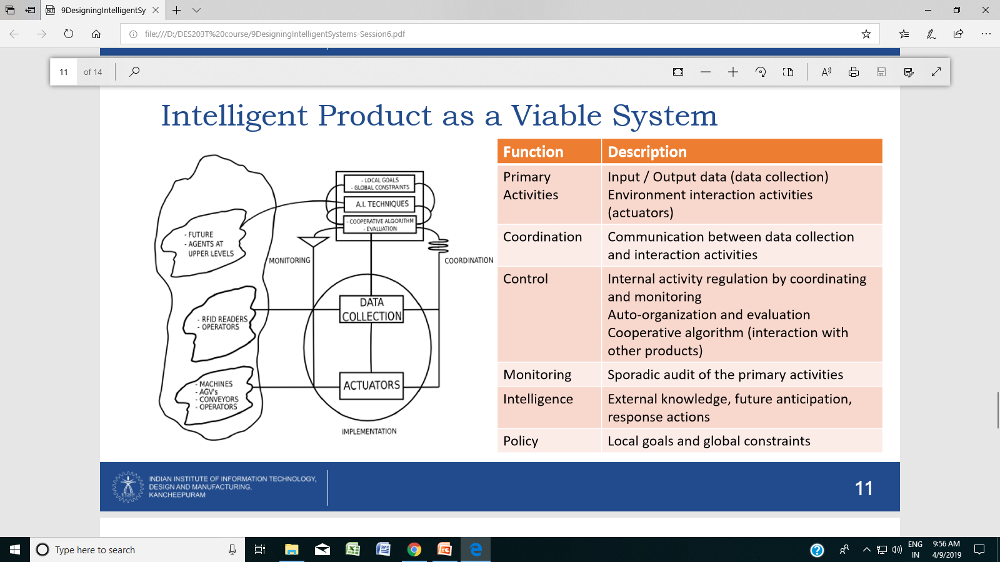 9DesigningIntelligentSy
file:///D:/DES203T%20course/9DesigningIntelligentSystems-Session6.pdf
11 of 14
Intelligent Product as a Viable System
- LOCAL GOALS
- GLOBAL CONSTRAINTS
A.I. TECHNIQUES
- COOPERATIVE ALGORITHM
- EVALUATION
- FUTURE
- AGENTS AT
UPPER LEVELS
MONITORING
COORDINATION
DATA
COLLECTION
- RFID READERS
- OPERATORS
ACTUATORS
- MACHINES
- AGV's
- CONVEYORS
- OPERATORS
IMPLEMENTATION
Function Description
Primary Input / Output data (data collection)
Activities Environment interaction activities
(actuators)
Coordination Communication between data collection
and interaction activities
Control Internal activity regulation by coordinating
and monitoring
Auto-organization and evaluation
Cooperative algorithm (interaction with
other products)
Monitoring Sporadic audit of the primary activities
Intelligence External knowledge, future anticipation,
response actions
Policy Local goals and global constraints
INDIAN INSTITUTE OF INFORMATION TECHNOLOGY,
DESIGN AND MANUFACTURING,
KANCHEEPURAM
11
Type here to search
ENG
IN
9:56 AM
4/9/2019